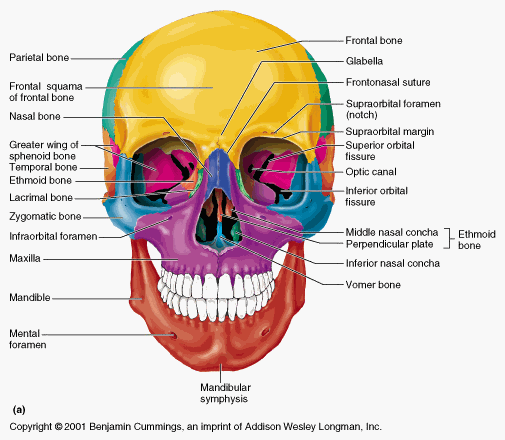 Parietal bone
Frontal squama
of frontal bone
Nasal bone
Greater wing of
sphenoid bone
Temporal bone
Ethmoid bone
Lacrimal bone
Zygomatic bone
Infraorbital foramen
Maxilla
Mandible
Mental
foramen
Frontal bone
Glabella
Frontonasal suture
Supraorbital foramen
(notch)
Supraorbital margin
Superior orbital
fissure
Optic canal
Inferior orbital
fissure
Middle nasal concha
Perpendicular plate
Ethmoid
bone
Inferior nasal concha
Vomer bone
Mandibular
symphysis
(a)
Copyright © 2001 Benjamin Cummings, an imprint of Addison Wesley Longman, Inc.